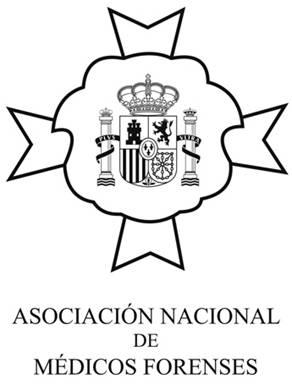 ASOCIACIÓN NACIONAL
DE
MÉDICOS FORENSES